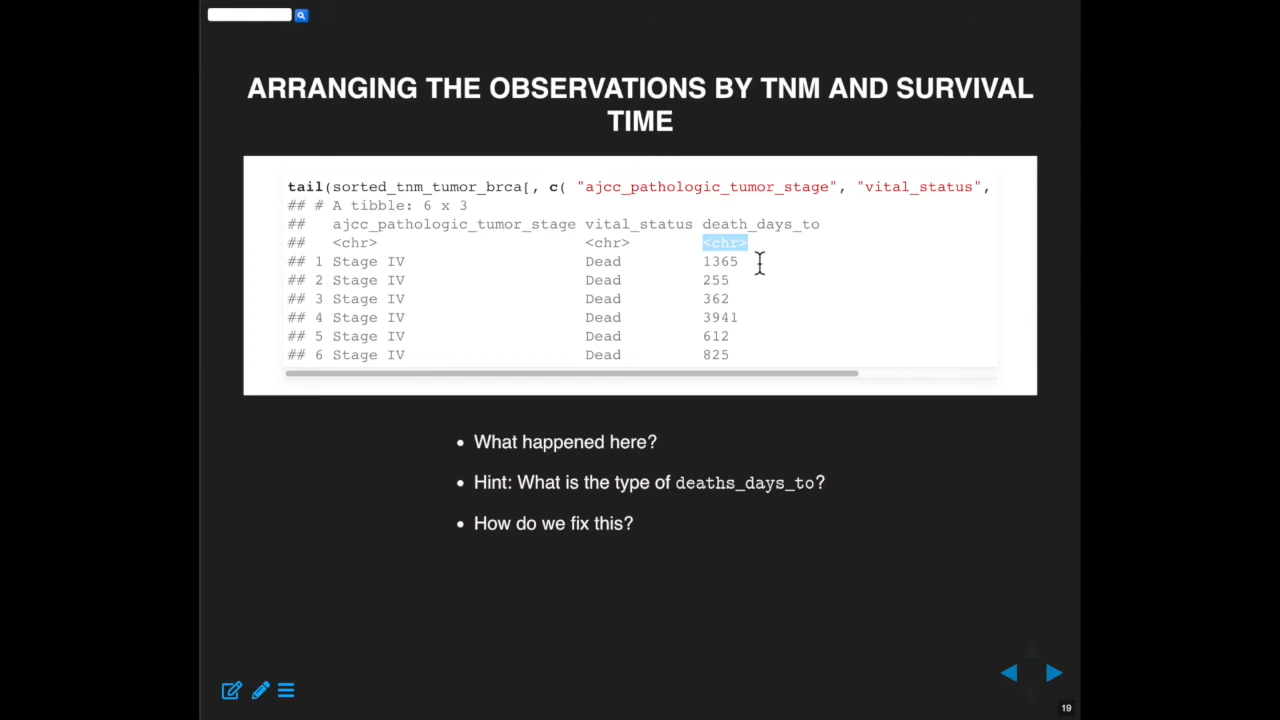 ARRANGING THE OBSERVATIONS BY TNM AND SURVIVAL
TIME
tail(sorted_tnm_tumor_brca[, c( "ajcc_pathologic_tumor_stage", "vital_status",
## # A tibble: 6 x 3
##   ajcc_pathologic_tumor_stage vital_status death_days_to
##   <chr>                       <chr>        <chr>
## 1 Stage IV                    Dead         1365
## 2 Stage IV                    Dead         255
## 3 Stage IV                    Dead         362
## 4 Stage IV                    Dead         3941
## 5 Stage IV                    Dead         612
## 6 Stage IV                    Dead         825
• What happened here?
• Hint: What is the type of deaths_days_to?
• How do we fix this?
19